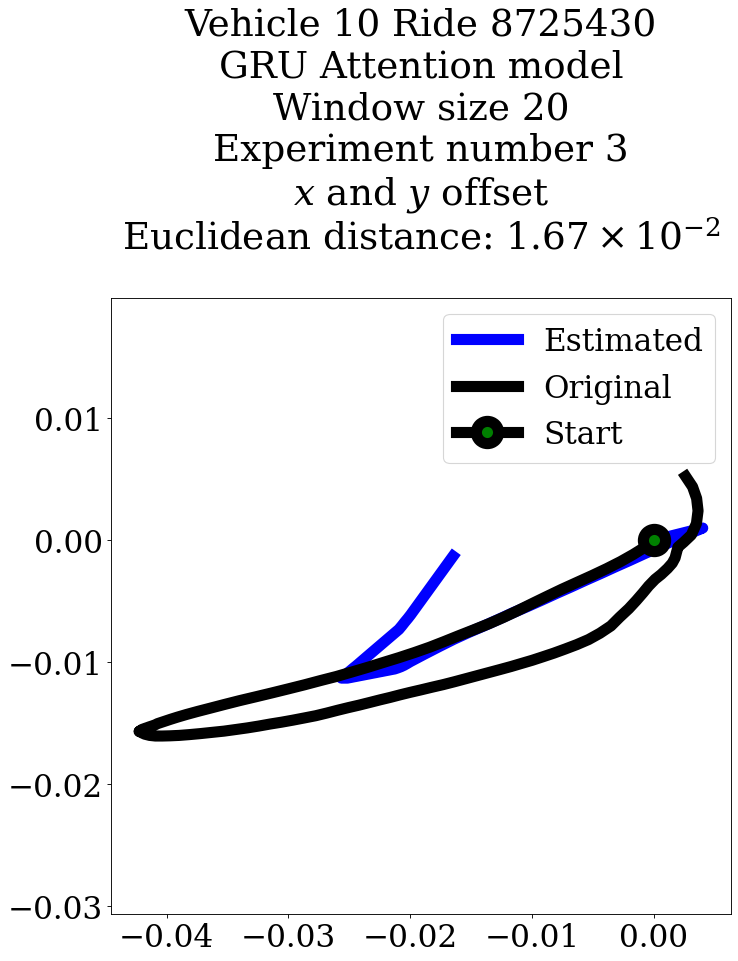 Vehicle 10 Ride 8725430
GRU Attention model
Window size 20
Experiment number 3
x and y offset
Euclidean distance: 1.67 × 10⁻²
Estimated
Original
Start
0.01
0.00
−0.01
−0.02
−0.03
−0.04 −0.03 −0.02 −0.01 0.00